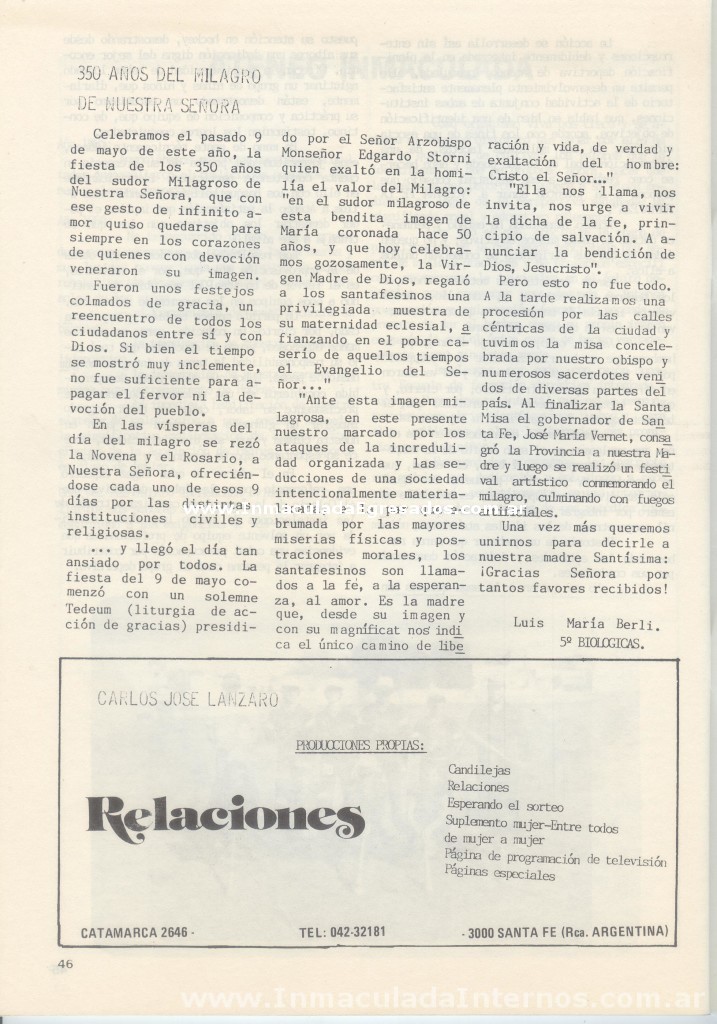 350 AÑOS DEL MILAGRO
DE NUESTRA SEÑORA
Celebramos el pasado 9
de mayo de este año, la
fiesta de los 350 años
del sudor Milagroso de
Nuestra Señora, que con
ese gesto de infinito a-
mor quiso quedarse para
siempre en los corazones
de quienes con devoción
veneraron su imagen.
Fueron unos festejos
colmados de gracia, un
reencuentro de todos los
ciudadanos entre sí y con
Dios. Si bien el tiempo
se mostró muy inclemente,
no fue suficiente para a-
pagar el fervor ni la de-
voción del pueblo.
En las vísperas del
día del milagro se rezó
la Novena y el Rosario, a
Nuestra Señora, ofrecién-
dose cada uno de esos 9
días por las distintas
instituciones civiles y
religiosas.
... y llegó el día tan
ansiado por todos. La
fiesta del 9 de mayo co-
menzó con un solemne
Tedeum (liturgia de ac-
ción de gracias) presidi-
do por el Señor Arzobispo
Monseñor Edgardo Storni
quien exaltó en la homi-
lía el valor del Milagro:
"en el sudor milagroso de
esta bendita imagen de
María coronada hace 50
años, y que hoy celebra-
mos gozosamente, la Vir-
gen Madre de Dios, regaló
a los santafesinos una
privilegiada muestra de
su maternidad eclesial, a
fianzando en el pobre ca-
serío de aquellos tiempos
el Evangelio del Se-
ñor..."
"Ante esta imagen mi-
lagrosa, en este presente
nuestro marcado por los
ataques de la increduli-
dad organizada y las se-
ducciones de una sociedad
intencionalmente materia-
brumada por las mayores
miserias físicas y pos-
traciones morales, los
santafesinos son llama-
dos a la fe, a la esperan-
za, al amor. Es la madre
que, desde su imagen y
con su magníficat nos indi
ca el único camino de libe
ración y vida, de verdad y
exaltación del hombre:
Cristo el Señor..."
"Ella nos llama, nos
invita, nos urge a vivir
la dicha de la fe, prin-
cipio de salvación. A a-
nunciar la bendición de
Dios, Jesucristo".
Pero esto no fue todo.
A la tarde realizamos una
procesión por las calles
céntricas de la ciudad y
tuvimos la misa concele-
brada por nuestro obispo y
numerosos sacerdotes veni
dos de diversas partes del
país. Al finalizar la Santa
Misa el gobernador de San
ta Fe, José María Vernet, consa
gró la Provincia a nuestra Ma
dre y luego se realizó un festi
val artístico conmemorando el
milagro, culminando con fuegos
artificiales.
Una vez más queremos
unirnos para decirle a
nuestra madre Santísima:
¡Gracias Señora por
tantos favores recibidos!
Luis María Berli.
5º BIOLOGICAS.
www.InmaculadaEgresados.com.ar
CARLOS JOSE LANZARO
PRODUCCIONES PROPIAS:
Relaciones
Candilejas
Relaciones
Esperando el sorteo
Suplemento mujer-Entre todos
de mujer a mujer
Página de programación de televisión
Páginas especiales
CATAMARCA 2646 - TEL: 042-32181 - 3000 SANTA FE (Rca. ARGENTINA)
46
www.InmaculadaInternos.com.ar